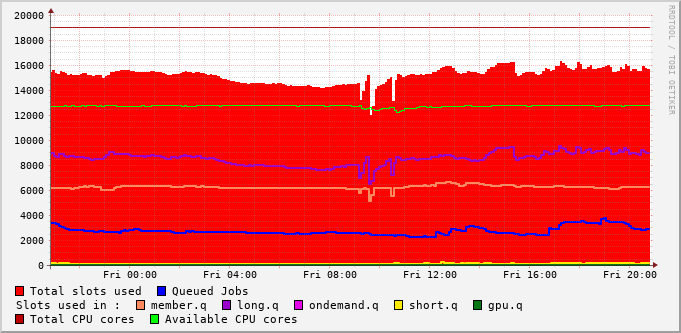 20000
18000
16000
14000
12000
10000
8000
6000
4000
2000
0
Fri 00:00 Fri 04:00 Fri 08:00 Fri 12:00 Fri 16:00 Fri 20:00
Total slots used Queued Jobs
Slots used in : member.q long.q ondemand.q short.q gpu.q
Total CPU cores Available CPU cores
RRDTOOL / TOBI OETIKER